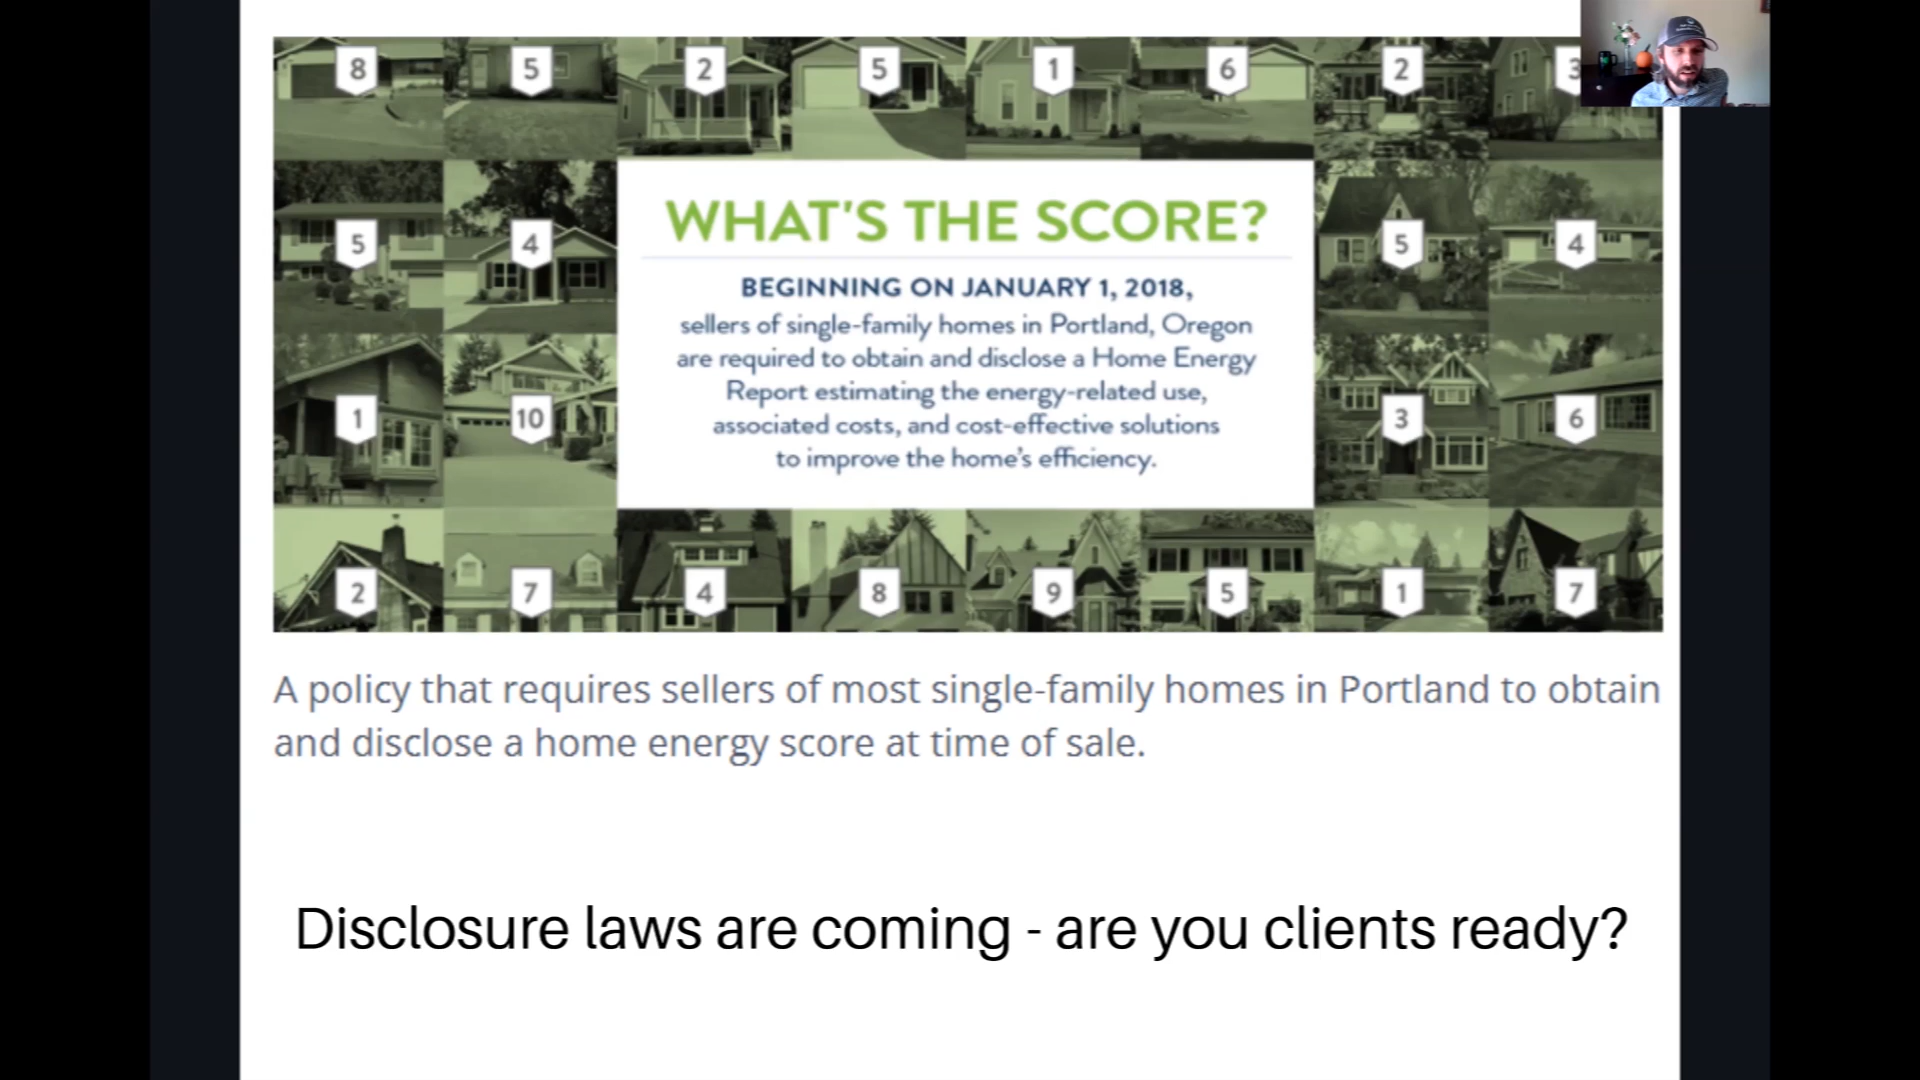 8 5 2 5 1 6 2 3
WHAT'S THE SCORE?
5 4 5 4
BEGINNING ON JANUARY 1, 2018,
sellers of single-family homes in Portland, Oregon
are required to obtain and disclose a Home Energy
Report estimating the energy-related use,
1 10 3 6
associated costs, and cost-effective solutions
to improve the home's efficiency.
2 7 4 8 9 5 1 7
A policy that requires sellers of most single-family homes in Portland to obtain
and disclose a home energy score at time of sale.
Disclosure laws are coming - are you clients ready?